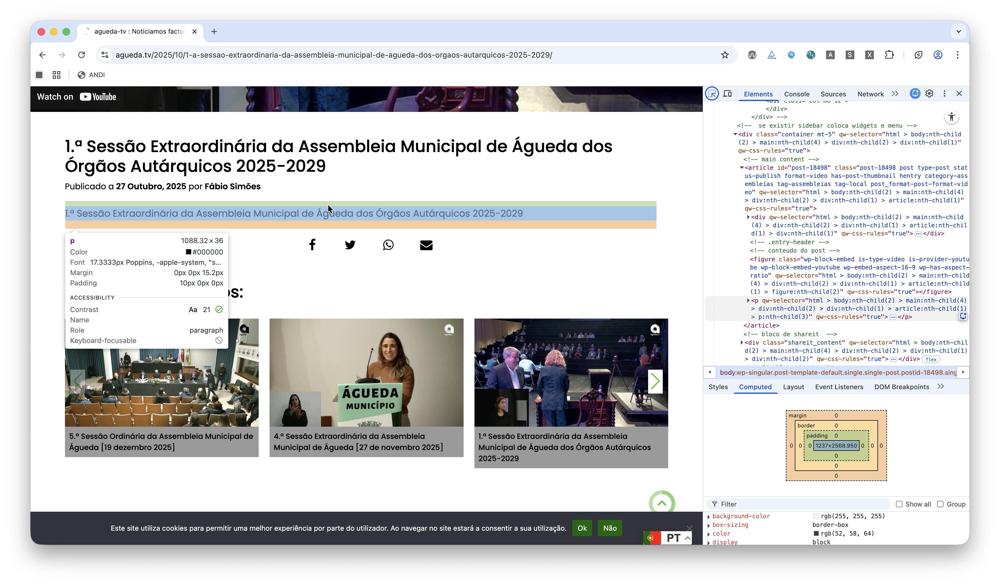 agueda-tv : Noticiamos factos
agueda.tv/2025/10/1-a-sessao-extraordinaria-da-assembleia-municipal-de-agueda-dos-orgaos-autarquicos-2025-2029/
ANDI
Watch on YouTube
1.ª Sessão Extraordinária da Assembleia Municipal de Águeda dos
Órgãos Autárquicos 2025-2029
Publicado a 27 Outubro, 2025 por Fábio Simões
1.ª Sessão Extraordinária da Assembleia Municipal de Águeda dos Órgãos Autárquicos 2025-2029
p 1088.32 × 36
Color #000000
Font 17.3333px Poppins, -apple-system, "s...
Margin 0px 0px 15.2px
Padding 10px 0px 0px
ACCESSIBILITY
Contrast Aa 21
Name
Role paragraph
Keyboard-focusable
s:
ÁGUEDA
MUNICÍPIO
5.ª Sessão Ordinária da Assembleia Municipal de
Águeda [19 dezembro 2025]
4.ª Sessão Extraordinária da Assembleia
Municipal de Águeda [27 de novembro 2025]
1.ª Sessão Extraordinária da Assembleia
Municipal de Águeda dos Órgãos Autárquicos
2025-2029
Este site utiliza cookies para permitir uma melhor experiência por parte do utilizador. Ao navegar no site estará a consentir a sua utilização. Ok Não
PT
Elements Console Sources Network
<div class="col md 12">
</div>
</div> -->
<!-- se existir sidebar coloca widgets e menu -->
<div class="container mt-5" qw-selector="html > body:nth-child
(2) > main:nth-child(4) > div:nth-child(2) > div:nth-child(1)"
qw-css-rules="true">
<!-- main content -->
<article id="post-18498" class="post-18498 post type-post stat
us-publish format-video has-post-thumbnail hentry category-ass
embleias tag-assembleias tag-local post_format-post-format-vid
eo" qw-selector="html > body:nth-child(2) > main:nth-child(4)
> div:nth-child(2) > div:nth-child(1) > article:nth-child(1)"
qw-css-rules="true">
<div qw-selector="html > body:nth-child(2) > main:nth-child
(4) > div:nth-child(2) > div:nth-child(1) > article:nth-chil
d(1) > div:nth-child(1)" qw-css-rules="true">…</div>
<!-- .entry-header -->
<!-- conteudo do post -->
<figure class="wp-block-embed is-type-video is-provider-youtu
be wp-block-embed-youtube wp-embed-aspect-16-9 wp-has-aspect-
ratio" qw-selector="html > body:nth-child(2) > main:nth-child
(4) > div:nth-child(2) > div:nth-child(1) > article:nth-child
(1) > figure:nth-child(2)" qw-css-rules="true"></figure>
<p qw-selector="html > body:nth-child(2) > main:nth-child(4)
> div:nth-child(2) > div:nth-child(1) > article:nth-child(1)
> p:nth-child(3)" qw-css-rules="true">…</p>
</article>
<!-- bloco de shareit -->
<div class="shareit_content" qw-selector="html > body:nth-chil
d(2) > main:nth-child(4) > div:nth-child(2) > div:nth-child(1)
> div:nth-child(2)" qw-css-rules="true">…</div> flex
body.wp-singular.post-template-default.single.single-post.postid-18498.sing
Styles Computed Layout Event Listeners DOM Breakpoints
margin 0
border 0
padding 0
0 0 0 1237×2568.950 0 0 0
0
0
0
Filter Show all Group
background-color rgb(255, 255, 255)
box-sizing border-box
color rgb(52, 58, 64)
display block